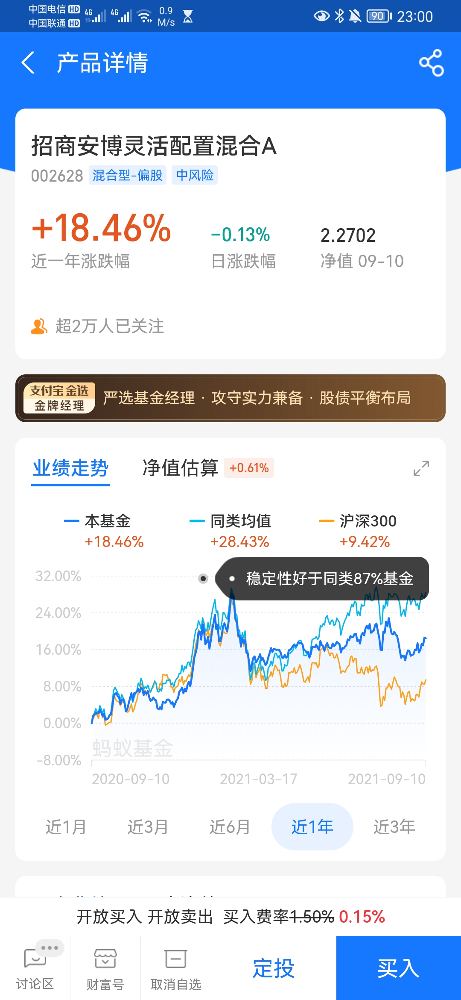 中国电信 HD 4G 4G 0.9 M/s 90 23:00
中国联通 HD
产品详情
招商安博灵活配置混合A
002628 混合型-偏股 中风险
+18.46% -0.13% 2.2702
近一年涨跌幅 日涨跌幅 净值 09-10
超2万人已关注
支付宝 金选
金牌经理
严选基金经理 · 攻守实力兼备 · 股债平衡布局
业绩走势 净值估算 +0.61%
本基金 同类均值 沪深300
+18.46% +28.43% +9.42%
稳定性好于同类87%基金
32.00%
24.00%
16.00%
8.00%
0.00%
蚂蚁基金
-8.00%
2020-09-10 2021-03-17 2021-09-10
近1月 近3月 近6月 近1年 近3年
开放买入 开放卖出 买入费率1.50% 0.15%
讨论区 财富号 取消自选 定投 买入